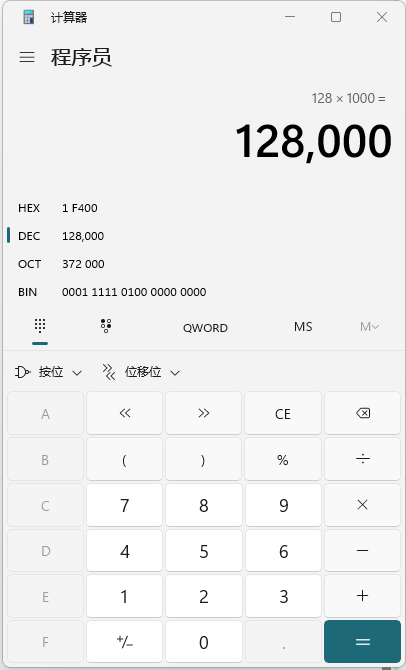 计算器
程序员
128 × 1000 =
128,000
HEX 1 F400
DEC 128,000
OCT 372 000
BIN 0001 1111 0100 0000 0000
QWORD MS M
按位 位移位
A CE
B ( ) % ÷
C 7 8 9 ×
D 4 5 6 −
E 1 2 3 +
F +/− 0 . =